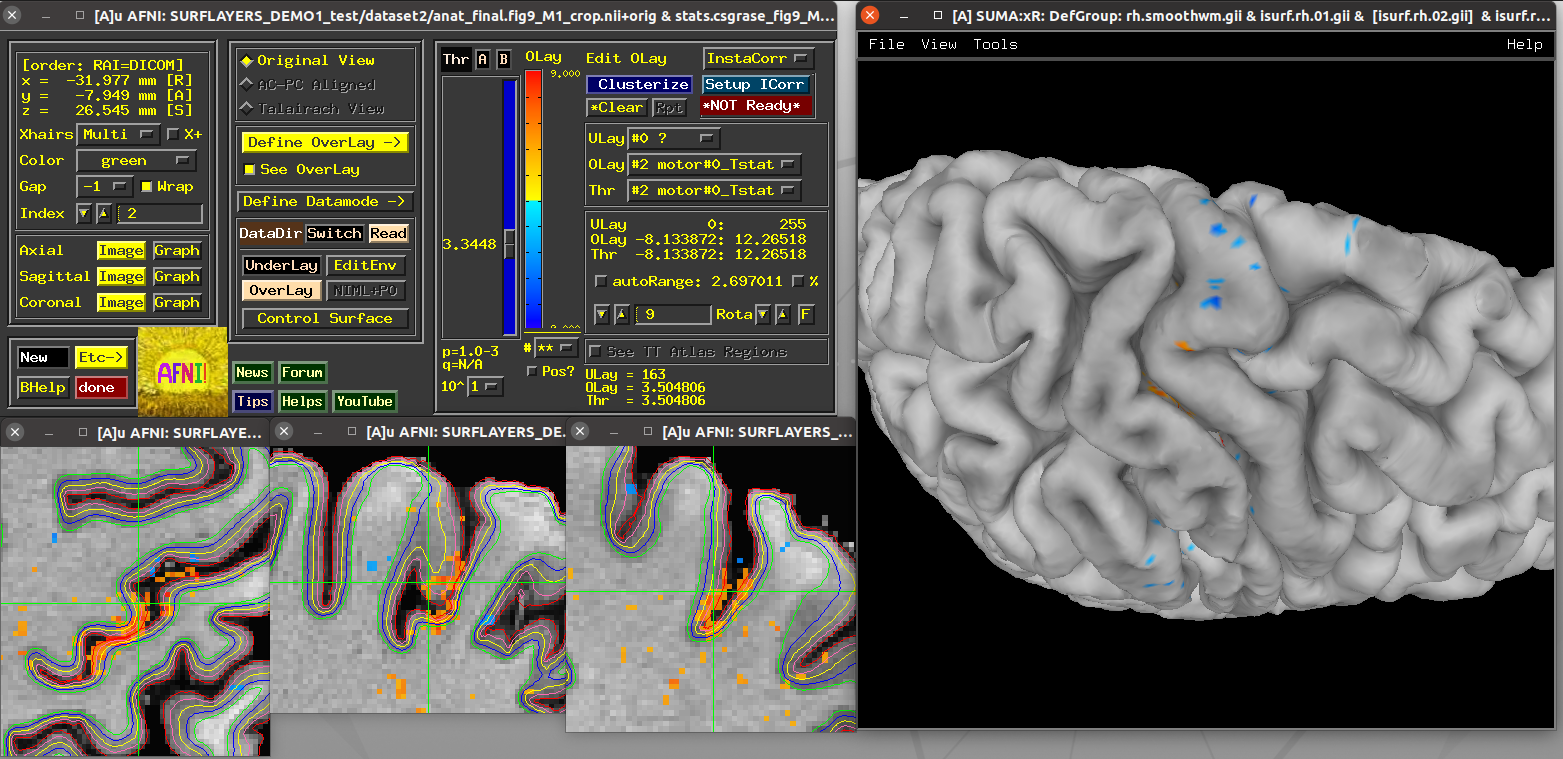 [A]u AFNI: SURFLAYERS_DEMO1_test/dataset2/anat_final.fig9_M1_crop.nii+orig & stats.csgrase_fig9_M...
[order: RAI=DICOM]
x = -31.977 mm [R]
y = -7.949 mm [A]
z = 26.545 mm [S]
Xhairs Multi X+
Color green
Gap -1 Wrap
Index 2
Axial Image Graph
Sagittal Image Graph
Coronal Image Graph
New Etc->
BHelp done
AFNI!
Original View
AC-PC Aligned
Talairach View
Define OverLay ->
See OverLay
Define Datamode ->
DataDir Switch Read
UnderLay EditEnv
OverLay NIML+PO
Control Surface
News Forum
Tips Helps YouTube
Thr A B
3.3448
p=1.0-3
q=N/A
10^ 1
OLay
9.000
# **
Pos?
Edit OLay InstaCorr
Clusterize Setup ICorr
*Clear Rpt *NOT Ready*
ULay #0 ?
OLay #2 motor#0_Tstat
Thr #2 motor#0_Tstat
ULay 0: 255
OLay -8.133872: 12.26518
Thr -8.133872: 12.26518
autoRange: 2.697011 %
9 Rota F
See TT Atlas Regions
ULay = 163
OLay = 3.504806
Thr = 3.504806
[A]u AFNI: SURFLAYE...
[A]u AFNI: SURFLAYERS_DE...
[A]u AFNI: SURFLAYERS_...
[A] SUMA:xR: DefGroup: rh.smoothwm.gii & isurf.rh.01.gii & [isurf.rh.02.gii] & isurf.r...
File View Tools Help